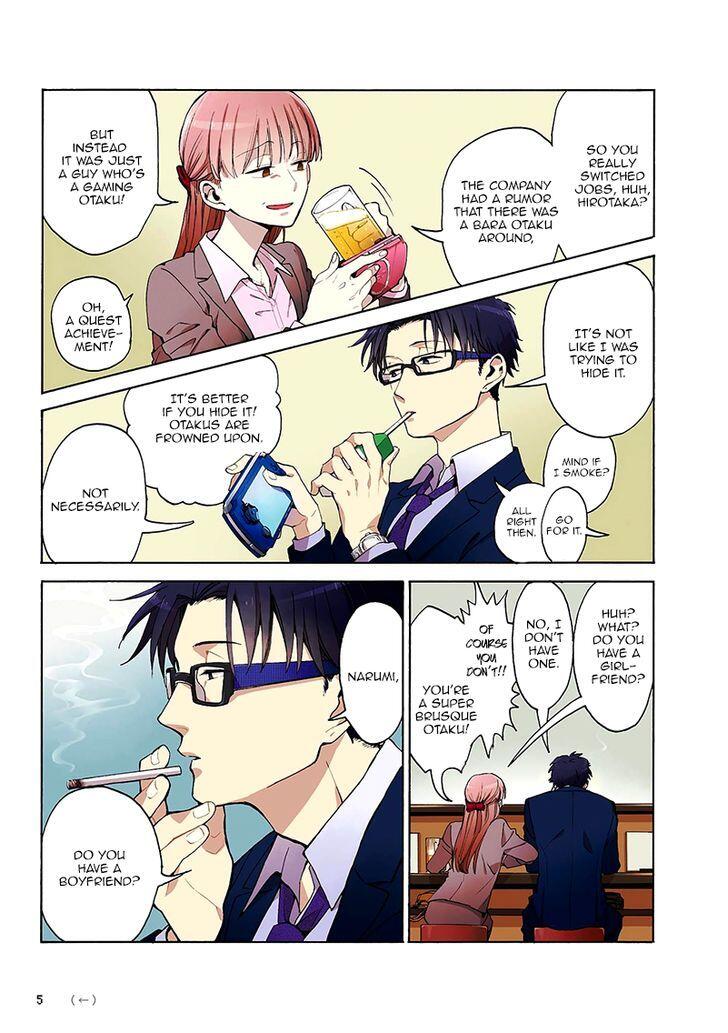 SO YOU
REALLY
SWITCHED
JOBS, HUH,
HIROTAKA?
THE COMPANY
HAD A RUMOR
THAT THERE WAS
A BARA OTAKU
AROUND,
BUT
INSTEAD
IT WAS JUST
A GUY WHO'S
A GAMING
OTAKU!
OH,
A QUEST
ACHIEVE-
MENT!
IT'S NOT
LIKE I WAS
TRYING TO
HIDE IT.
MIND IF
I SMOKE?
GO
FOR IT.
ALL
RIGHT
THEN.
IT'S BETTER
IF YOU HIDE IT!
OTAKUS ARE
FROWNED UPON.
NOT
NECESSARILY.
HUH?
WHAT?
DO YOU
HAVE A
GIRL-
FRIEND?
NO, I
DON'T
HAVE
ONE.
OF
COURSE
YOU
DON'T!!
YOU'RE
A SUPER
BRUSQUE
OTAKU!
NARUMI,
DO YOU
HAVE A
BOYFRIEND?
5 (←)